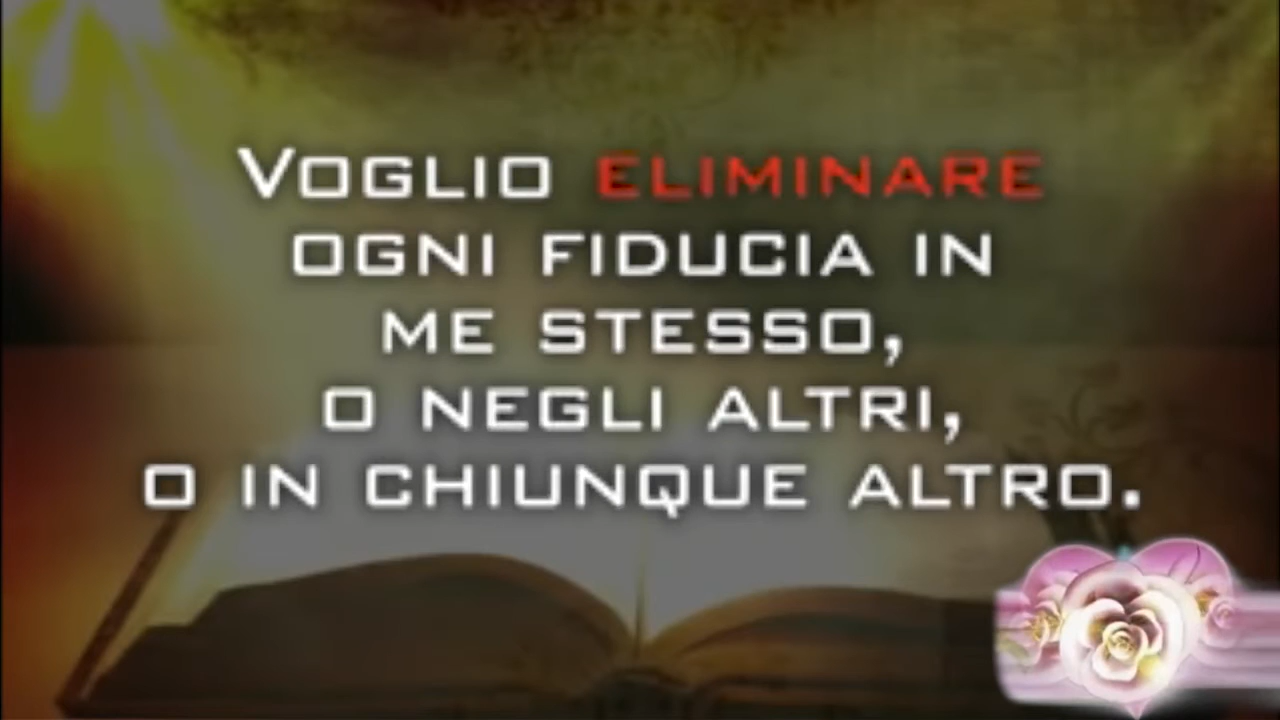 Voglio ELIMINARE
OGNI FIDUCIA IN
ME STESSO,
O NEGLI ALTRI,
O IN CHIUNQUE ALTRO.